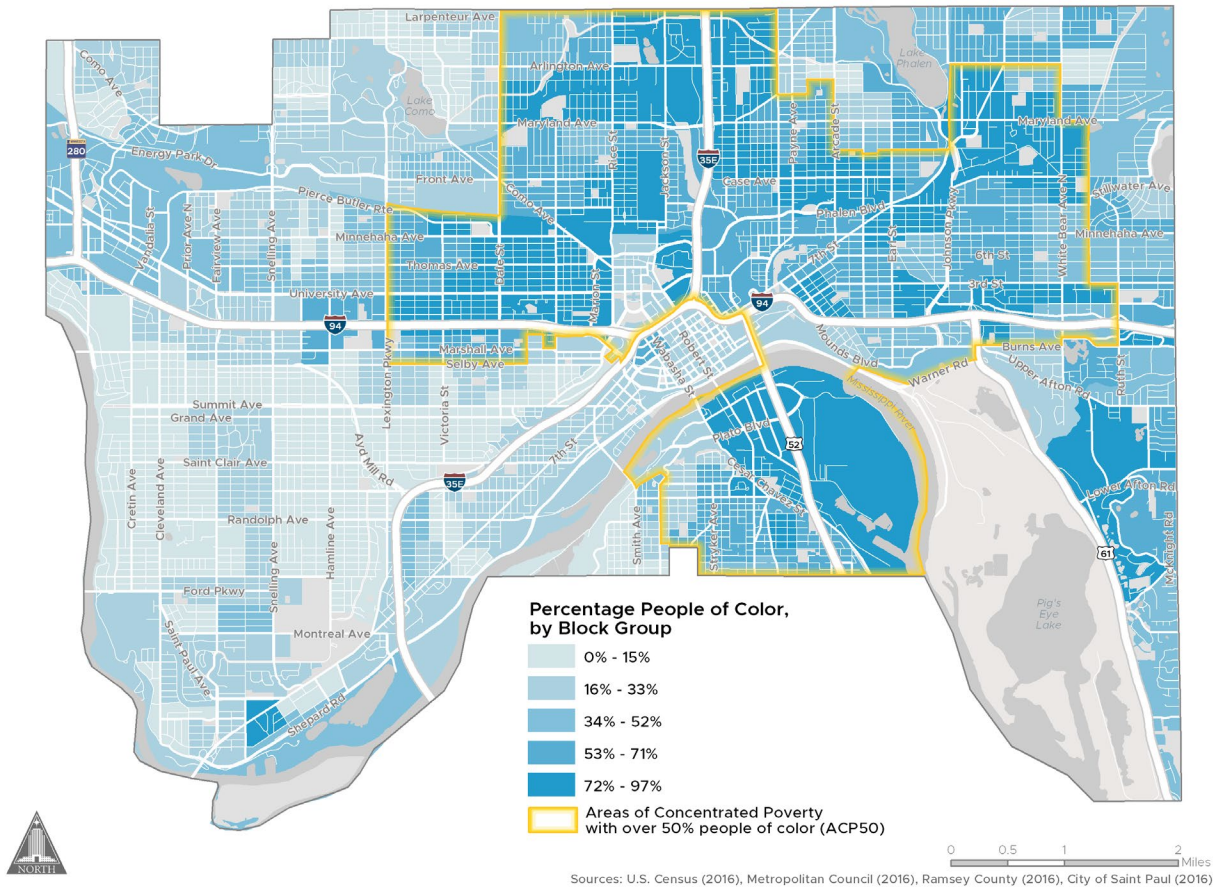 Larpenteur Ave
Como Ave
Arlington Ave
Lake
Phalen
Lake
Como
Maryland Ave
Maryland Ave
Payne Ave
Arcade St
Rice St
Jackson St
280
35E
Energy Park Dr
Front Ave
Case Ave
Stillwater Ave
Pierce Butler Rte
Como Ave
Phalen Blvd
Johnson Pkwy
White Bear Ave N
Vandalia St
Prior Ave N
Fairview Ave
Snelling Ave
Minnehaha Ave
Minnehaha Ave
Earl St
7th St
6th St
Thomas Ave
Dale St
Marion St
3rd St
University Ave
94
94
Marshall Ave
Selby Ave
Lexington Pkwy
Victoria St
Robert St
Wabasha St
Mounds Blvd
Burns Ave
Warner Rd
Upper Afton Rd
Ruth St
Mississippi River
Summit Ave
Grand Ave
Ayd Mill Rd
7th St
Plato Blvd
52
Saint Clair Ave
35E
Cesar Chavez St
Lower Afton Rd
Cretin Ave
Cleveland Ave
Randolph Ave
Hamline Ave
Snelling Ave
Smith Ave
Stryker Ave
McKnight Rd
61
Ford Pkwy
Saint Paul Ave
Montreal Ave
Shepard Rd
Pig's
Eye
Lake
Percentage People of Color,
by Block Group
0% - 15%
16% - 33%
34% - 52%
53% - 71%
72% - 97%
Areas of Concentrated Poverty
with over 50% people of color (ACP50)
NORTH
0 0.5 1 2
Miles
Sources: U.S. Census (2016), Metropolitan Council (2016), Ramsey County (2016), City of Saint Paul (2016)